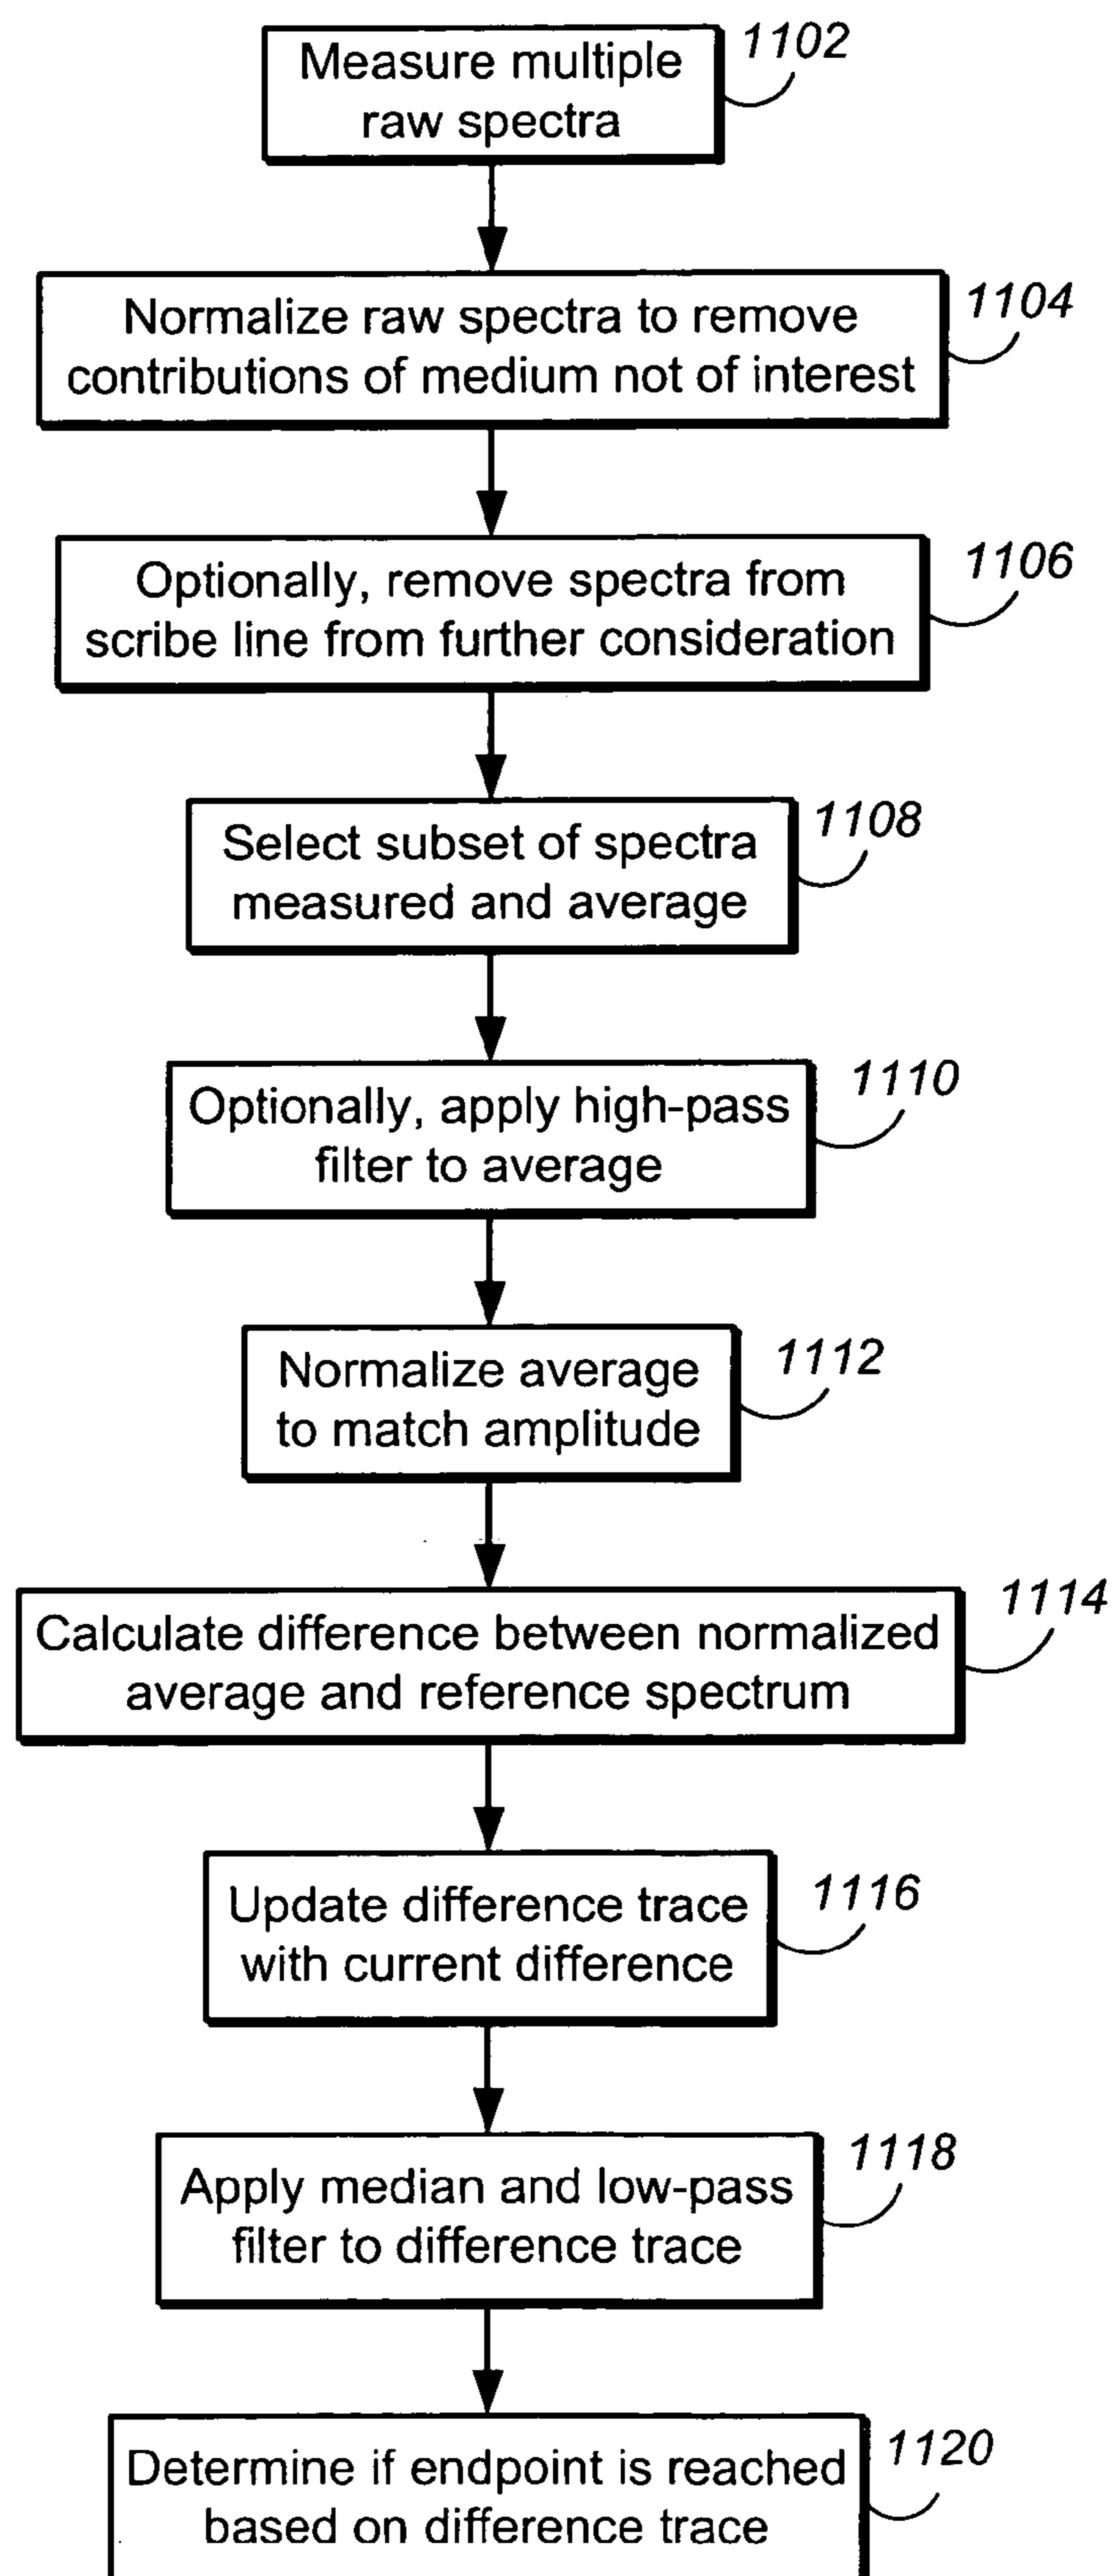 Measure multiple
raw spectra
1102
Normalize raw spectra to remove
contributions of medium not of interest
1104
Optionally, remove spectra from
scribe line from further consideration
1106
Select subset of spectra
measured and average
1108
Optionally, apply high-pass
filter to average
1110
Normalize average
to match amplitude
1112
Calculate difference between normalized
average and reference spectrum
1114
Update difference trace
with current difference
1116
Apply median and low-pass
filter to difference trace
1118
Determine if endpoint is reached
based on difference trace
1120